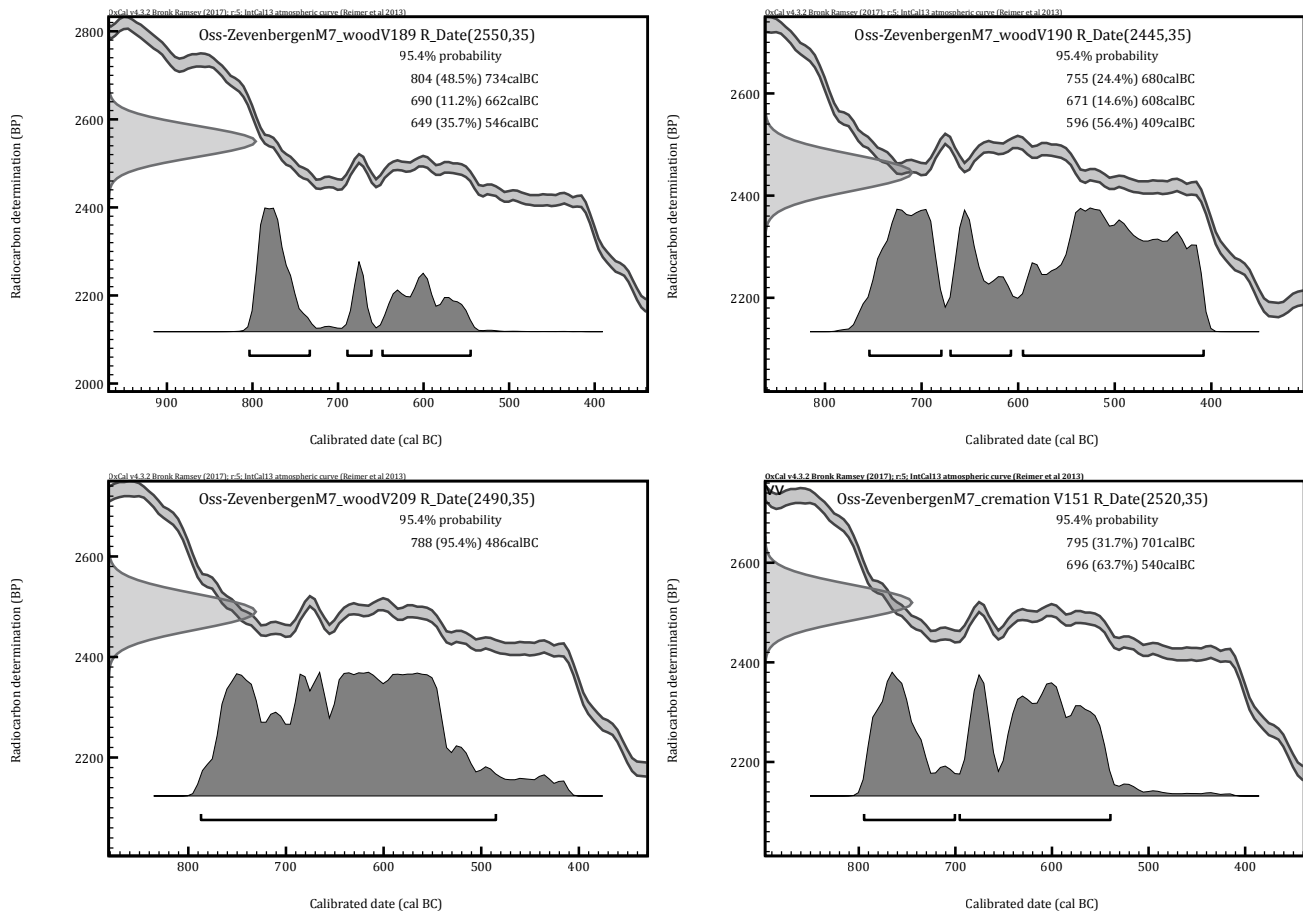 OxCal v4.3.2 Bronk Ramsey (2017); r:5; IntCal13 atmospheric curve (Reimer et al 2013)
Oss-ZevenbergenM7_woodV189 R_Date(2550,35)
95.4% probability
804 (48.5%) 734calBC
690 (11.2%) 662calBC
649 (35.7%) 546calBC
Radiocarbon determination (BP)
2800
2600
2400
2200
2000
900 800 700 600 500 400
Calibrated date (cal BC)
OxCal v4.3.2 Bronk Ramsey (2017); r:5; IntCal13 atmospheric curve (Reimer et al 2013)
Oss-ZevenbergenM7_woodV190 R_Date(2445,35)
95.4% probability
755 (24.4%) 680calBC
671 (14.6%) 608calBC
596 (56.4%) 409calBC
Radiocarbon determination (BP)
2600
2400
2200
800 700 600 500 400
Calibrated date (cal BC)
OxCal v4.3.2 Bronk Ramsey (2017); r:5; IntCal13 atmospheric curve (Reimer et al 2013)
Oss-ZevenbergenM7_woodV209 R_Date(2490,35)
95.4% probability
788 (95.4%) 486calBC
Radiocarbon determination (BP)
2600
2400
2200
800 700 600 500 400
Calibrated date (cal BC)
OxCal v4.3.2 Bronk Ramsey (2017); r:5; IntCal13 atmospheric curve (Reimer et al 2013)
Oss-ZevenbergenM7_cremation V151 R_Date(2520,35)
95.4% probability
795 (31.7%) 701calBC
696 (63.7%) 540calBC
Radiocarbon determination (BP)
2600
2400
2200
800 700 600 500 400
Calibrated date (cal BC)